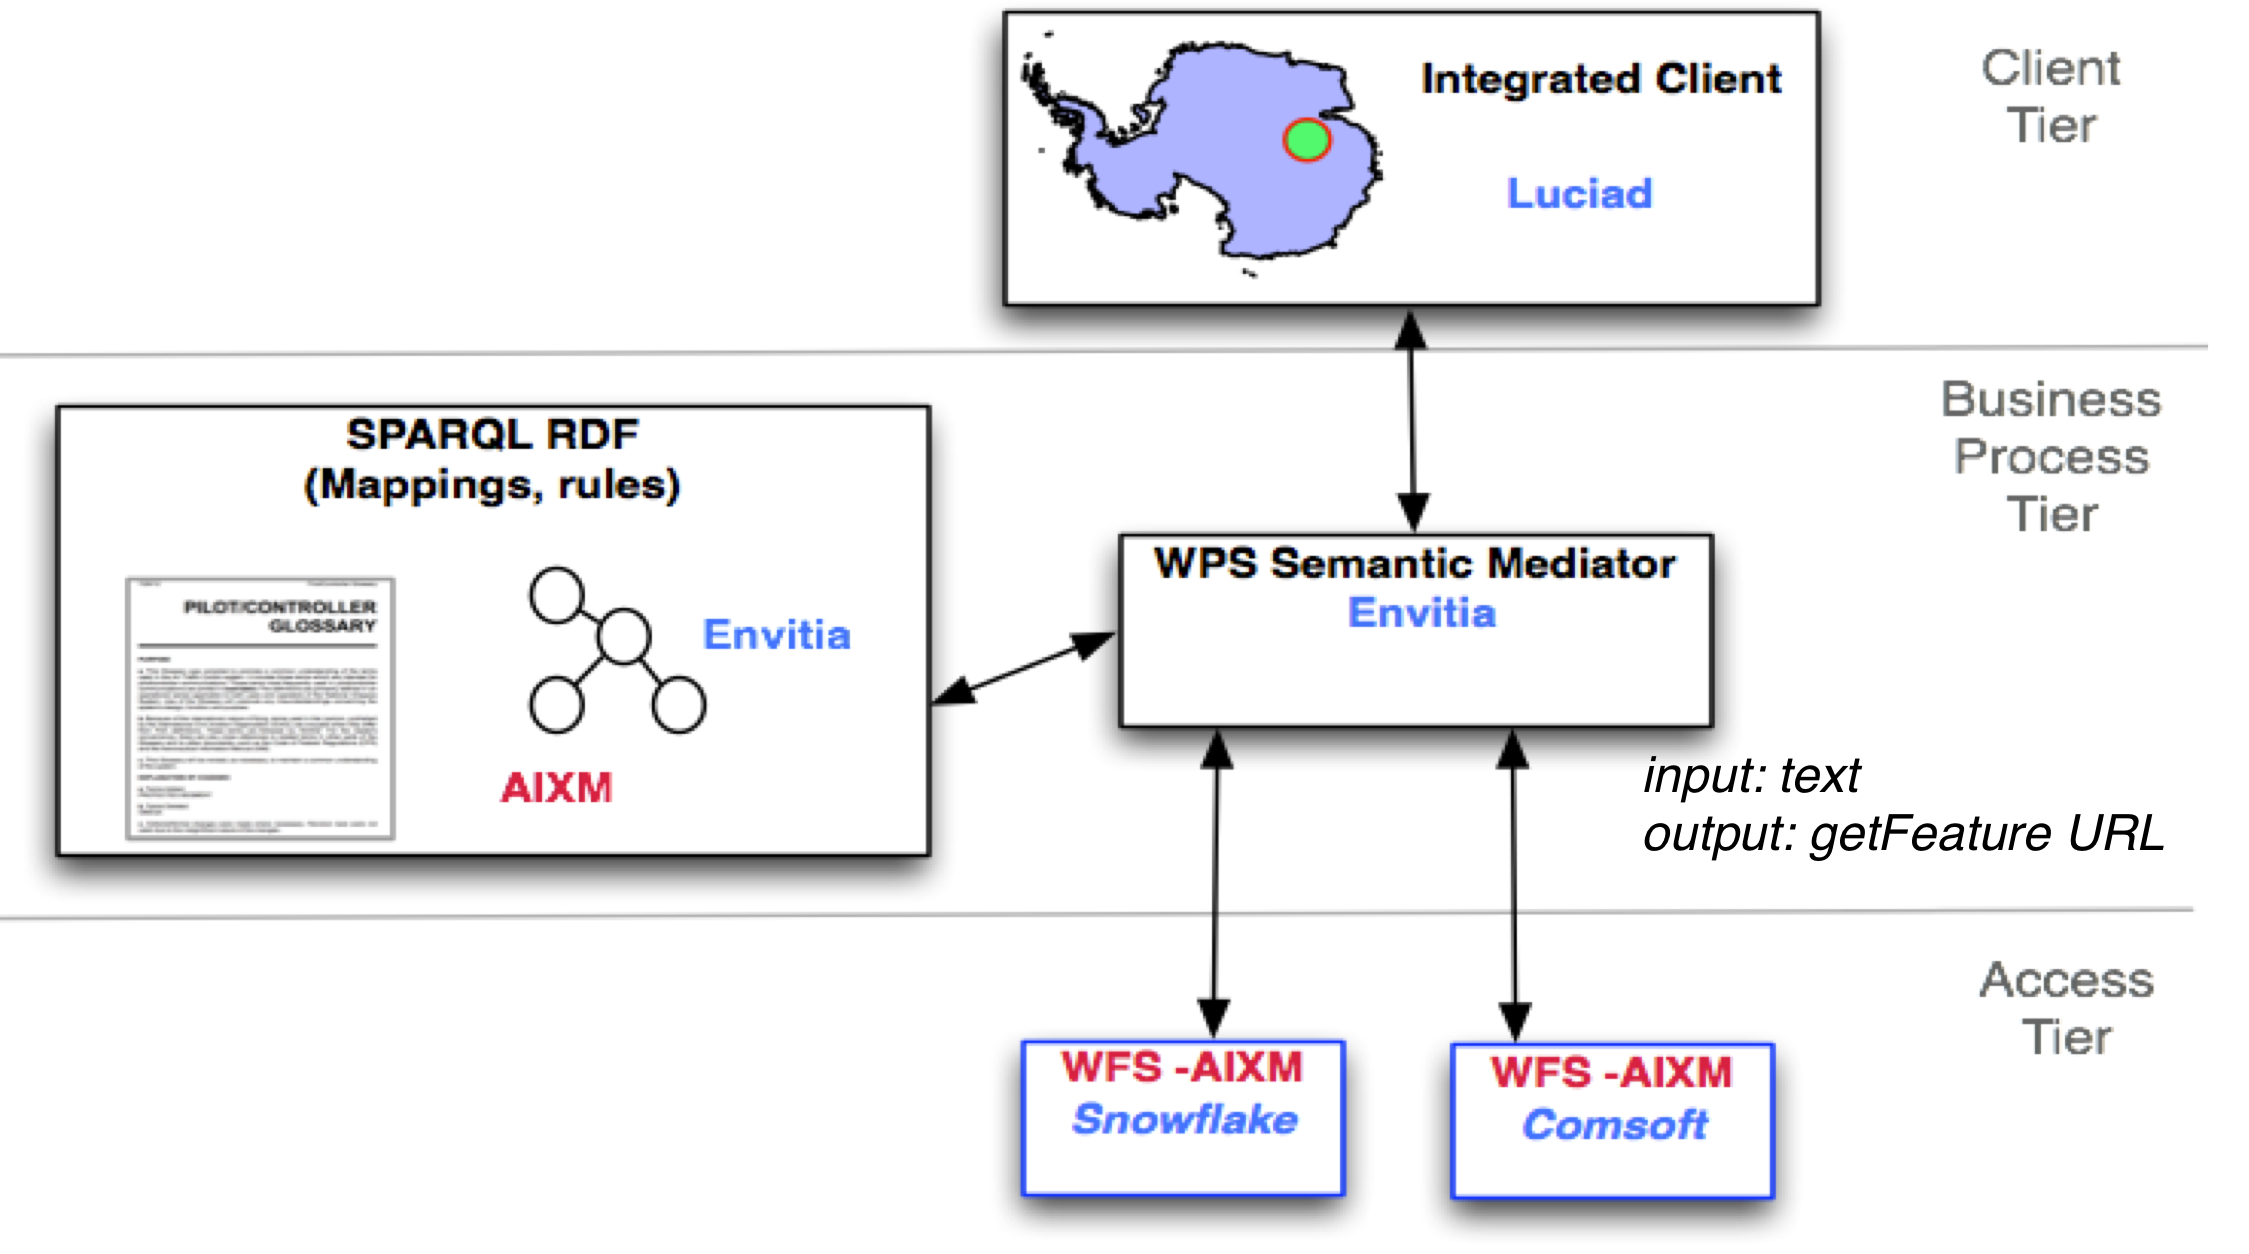 Integrated Client
Luciad
Client
Tier
SPARQL RDF
(Mappings, rules)
PILOT/CONTROLLER
GLOSSARY
Envitia
AIXM
WPS Semantic Mediator
Envitia
Business
Process
Tier
input: text
output: getFeature URL
WFS -AIXM
Snowflake
WFS -AIXM
Comsoft
Access
Tier